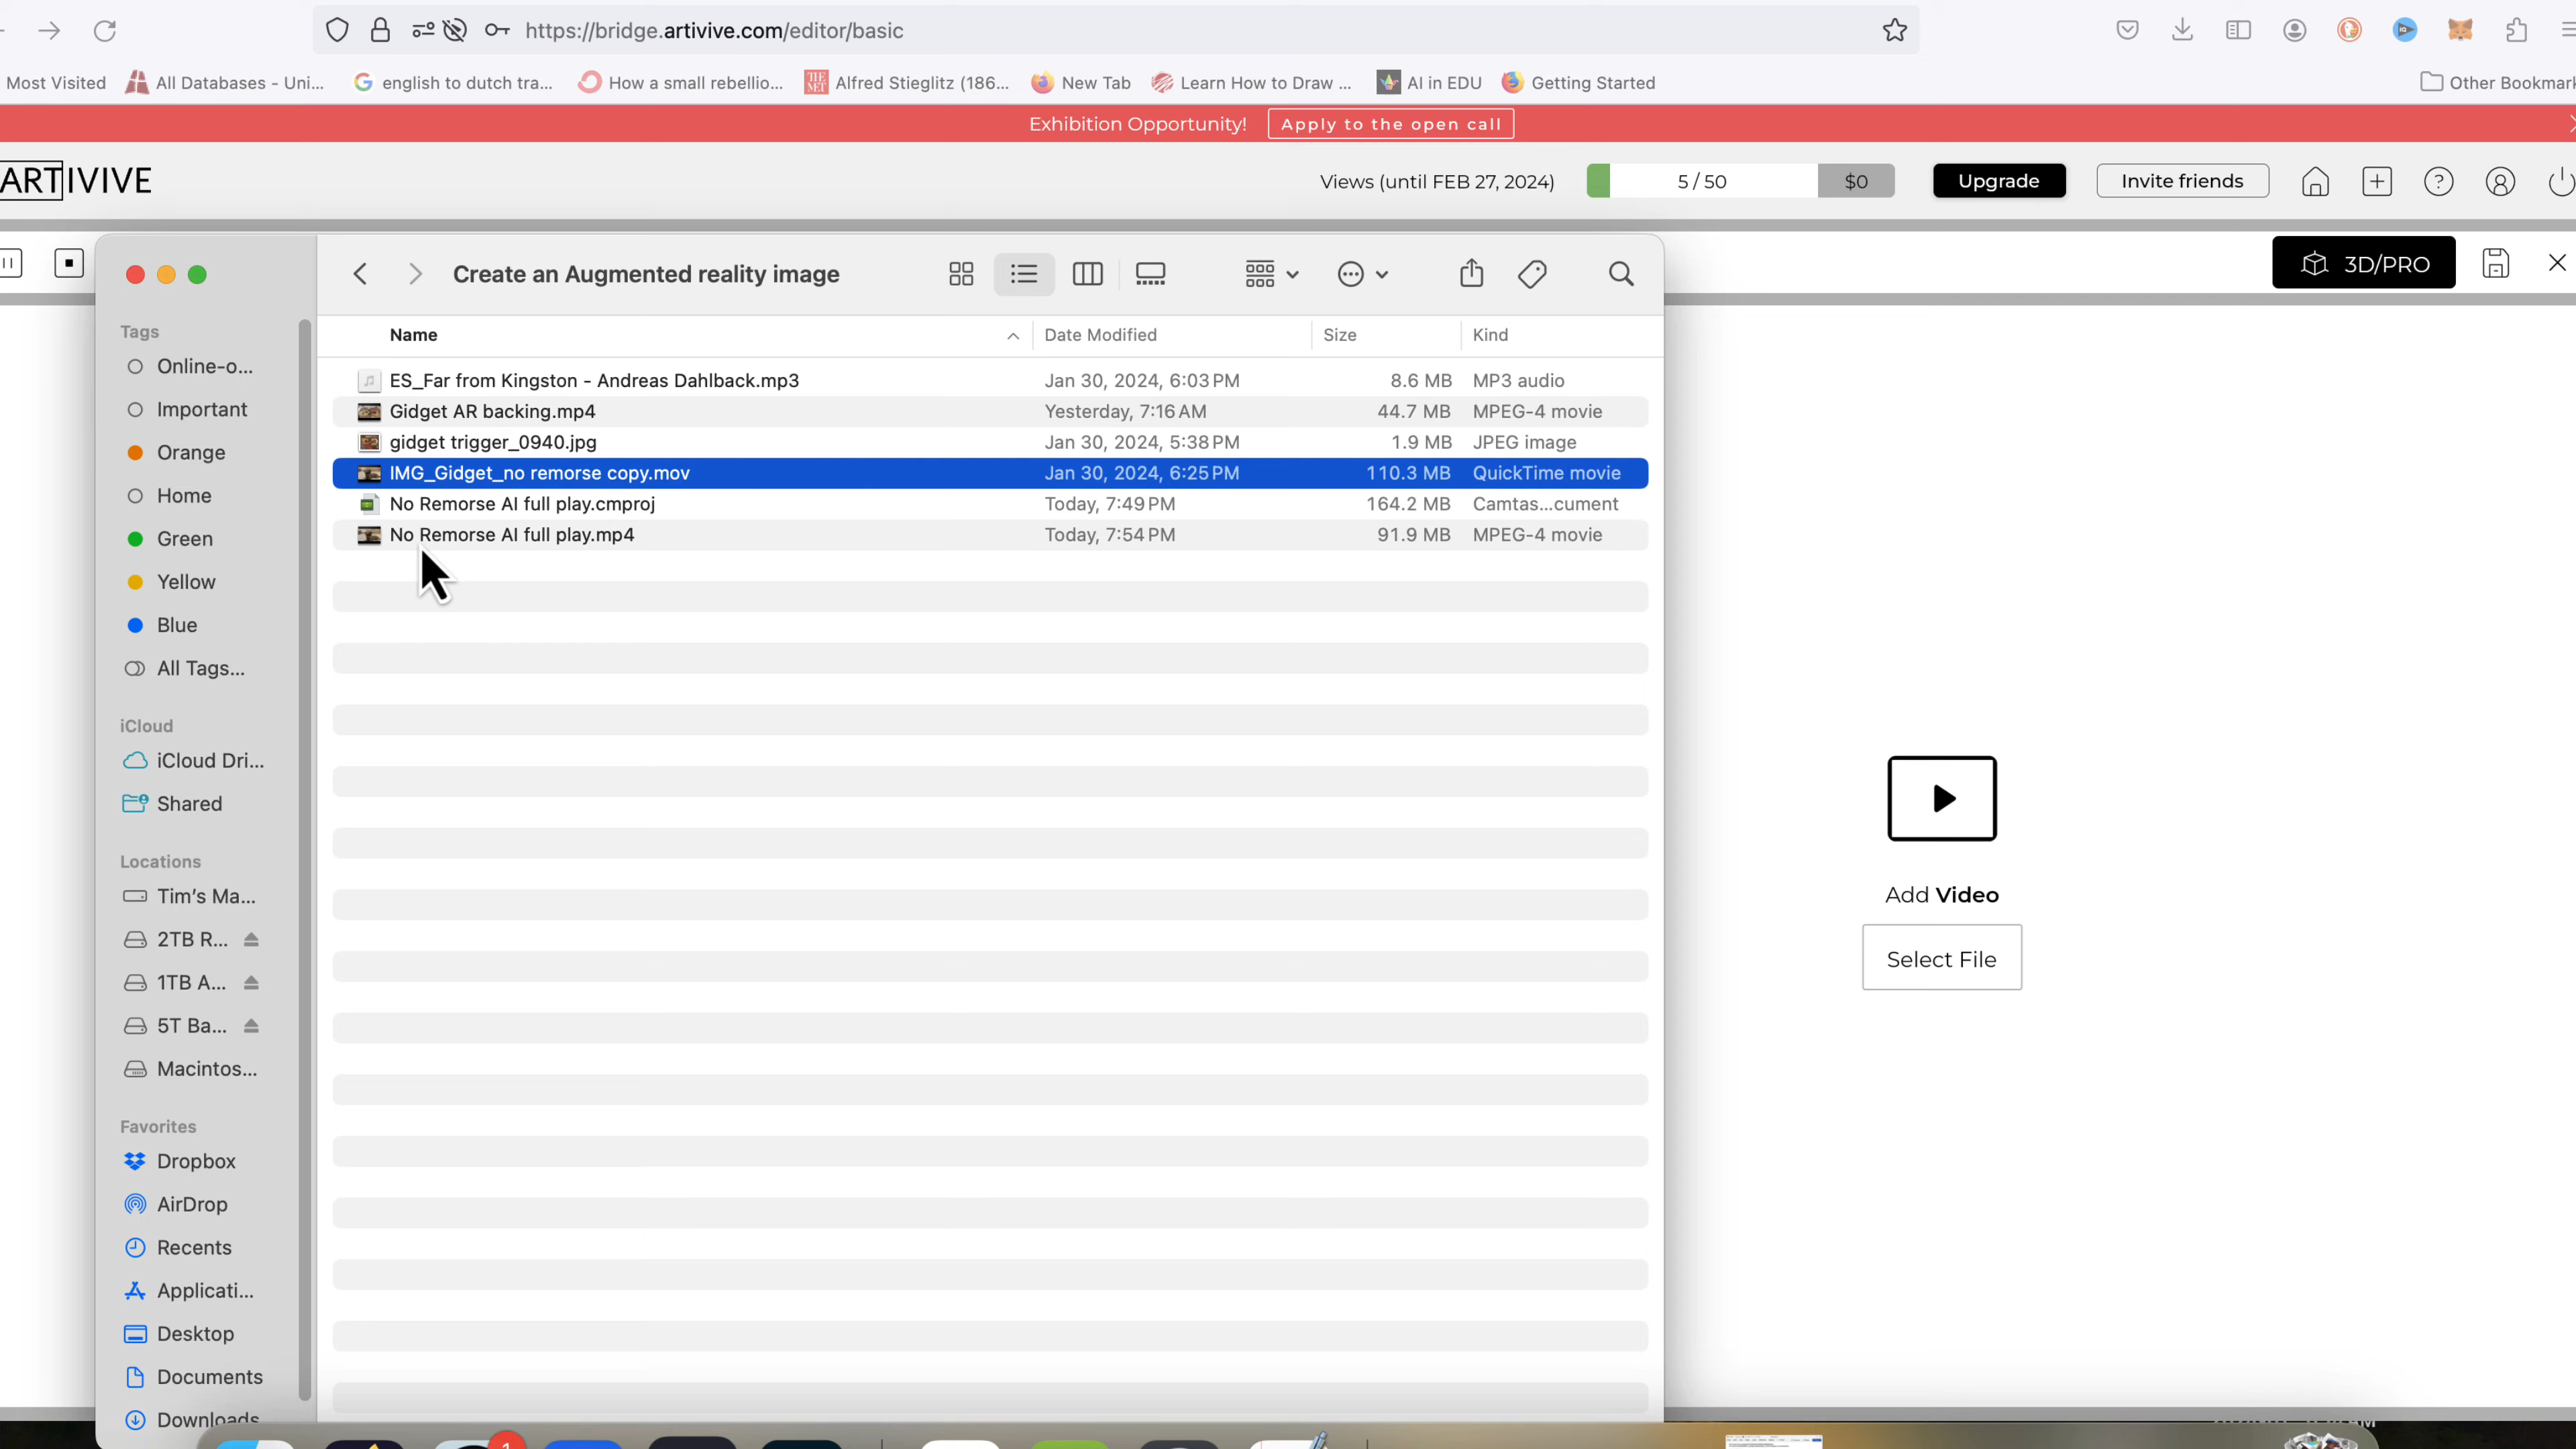 https://bridge.artivive.com/editor/basic
Most Visited All Databases - Uni... english to dutch tra... How a small rebellio... Alfred Stieglitz (186... New Tab Learn How to Draw ... AI in EDU Getting Started Other Bookmark
Exhibition Opportunity! Apply to the open call
ARTIVIVE
Views (until FEB 27, 2024) 5 / 50 $0 Upgrade Invite friends
3D/PRO
Create an Augmented reality image
Name Date Modified Size Kind
ES_Far from Kingston - Andreas Dahlback.mp3 Jan 30, 2024, 6:03 PM 8.6 MB MP3 audio
Gidget AR backing.mp4 Yesterday, 7:16 AM 44.7 MB MPEG-4 movie
gidget trigger_0940.jpg Jan 30, 2024, 5:38 PM 1.9 MB JPEG image
IMG_Gidget_no remorse copy.mov Jan 30, 2024, 6:25 PM 110.3 MB QuickTime movie
No Remorse AI full play.cmproj Today, 7:49 PM 164.2 MB Camtas...cument
No Remorse AI full play.mp4 Today, 7:54 PM 91.9 MB MPEG-4 movie
Tags
Online-o...
Important
Orange
Home
Green
Yellow
Blue
All Tags...
iCloud
iCloud Dri...
Shared
Locations
Tim's Ma...
2TB R...
1TB A...
5T Ba...
Macintos...
Favorites
Dropbox
AirDrop
Recents
Applicati...
Desktop
Documents
Downloads
Add Video
Select File
1